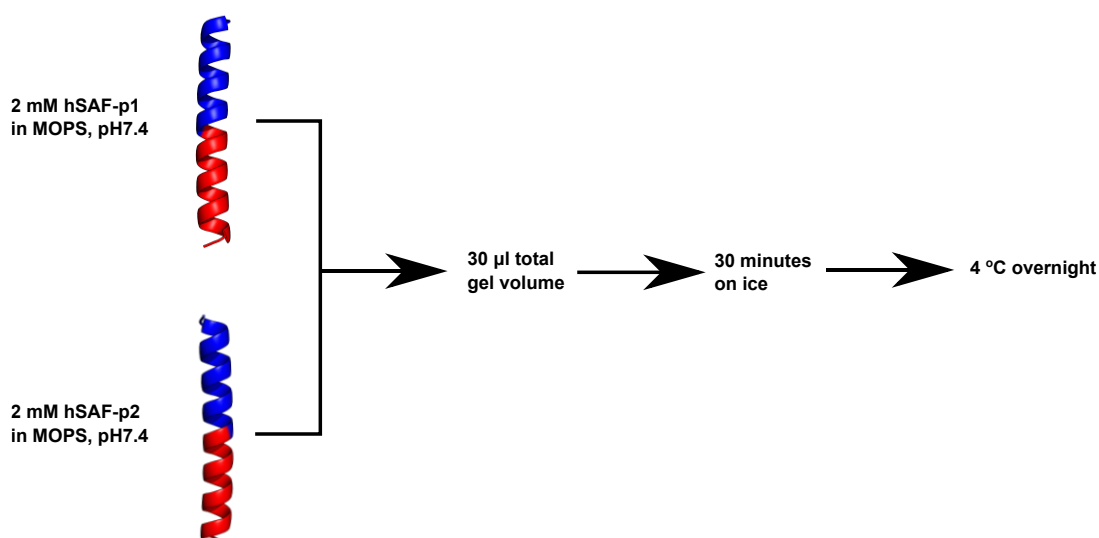 2 mM hSAF-p1
in MOPS, pH7.4
30 µl total
gel volume
30 minutes
on ice
4 ºC overnight
2 mM hSAF-p2
in MOPS, pH7.4